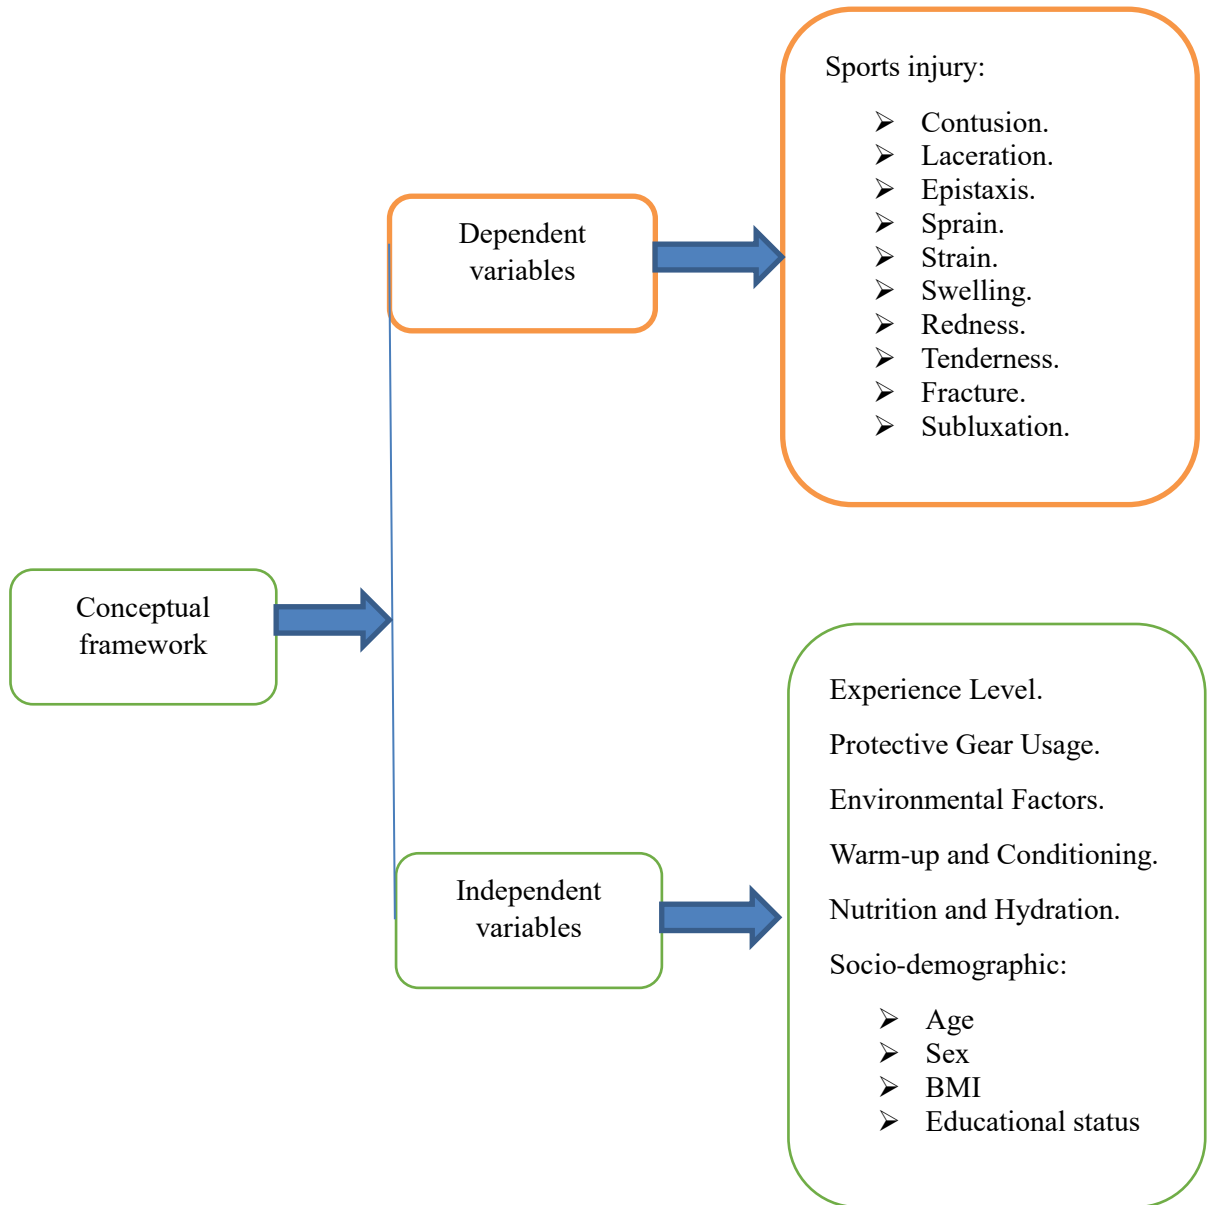 Sports injury:
Contusion.
Laceration.
Epistaxis.
Sprain.
Strain.
Swelling.
Redness.
Tenderness.
Fracture.
Subluxation.
Dependent
variables
Conceptual
framework
Experience Level.
Protective Gear Usage.
Environmental Factors.
Warm-up and Conditioning.
Nutrition and Hydration.
Socio-demographic:
Age
Sex
BMI
Educational status
Independent
variables